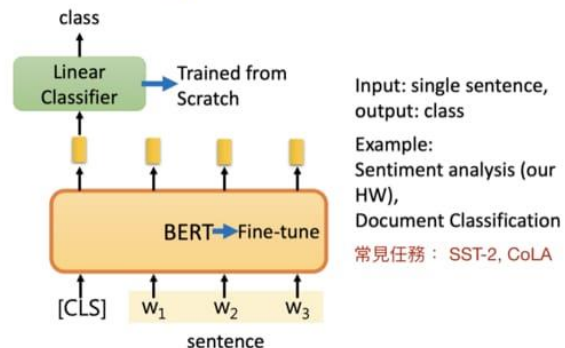 class
Linear
Classifier
Trained from
Scratch
BERT
Fine-tune
[CLS]
w1
w2
w3
sentence
Input: single sentence,
output: class
Example:
Sentiment analysis (our
HW),
Document Classification
常見任務： SST-2, CoLA